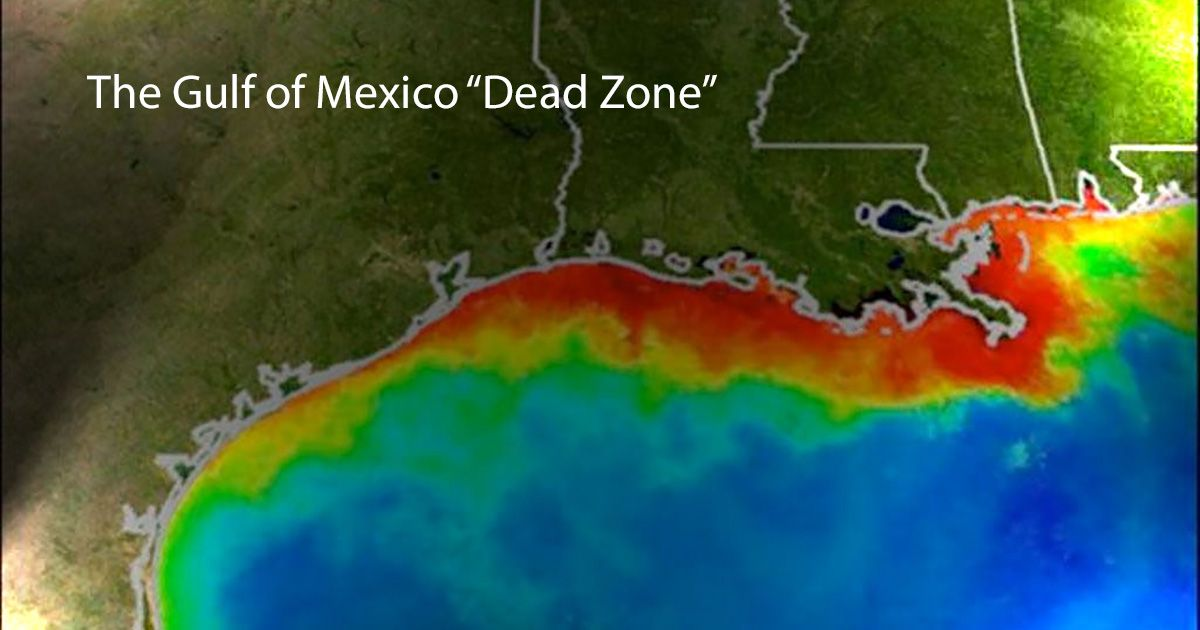 The Gulf of Mexico “Dead Zone”